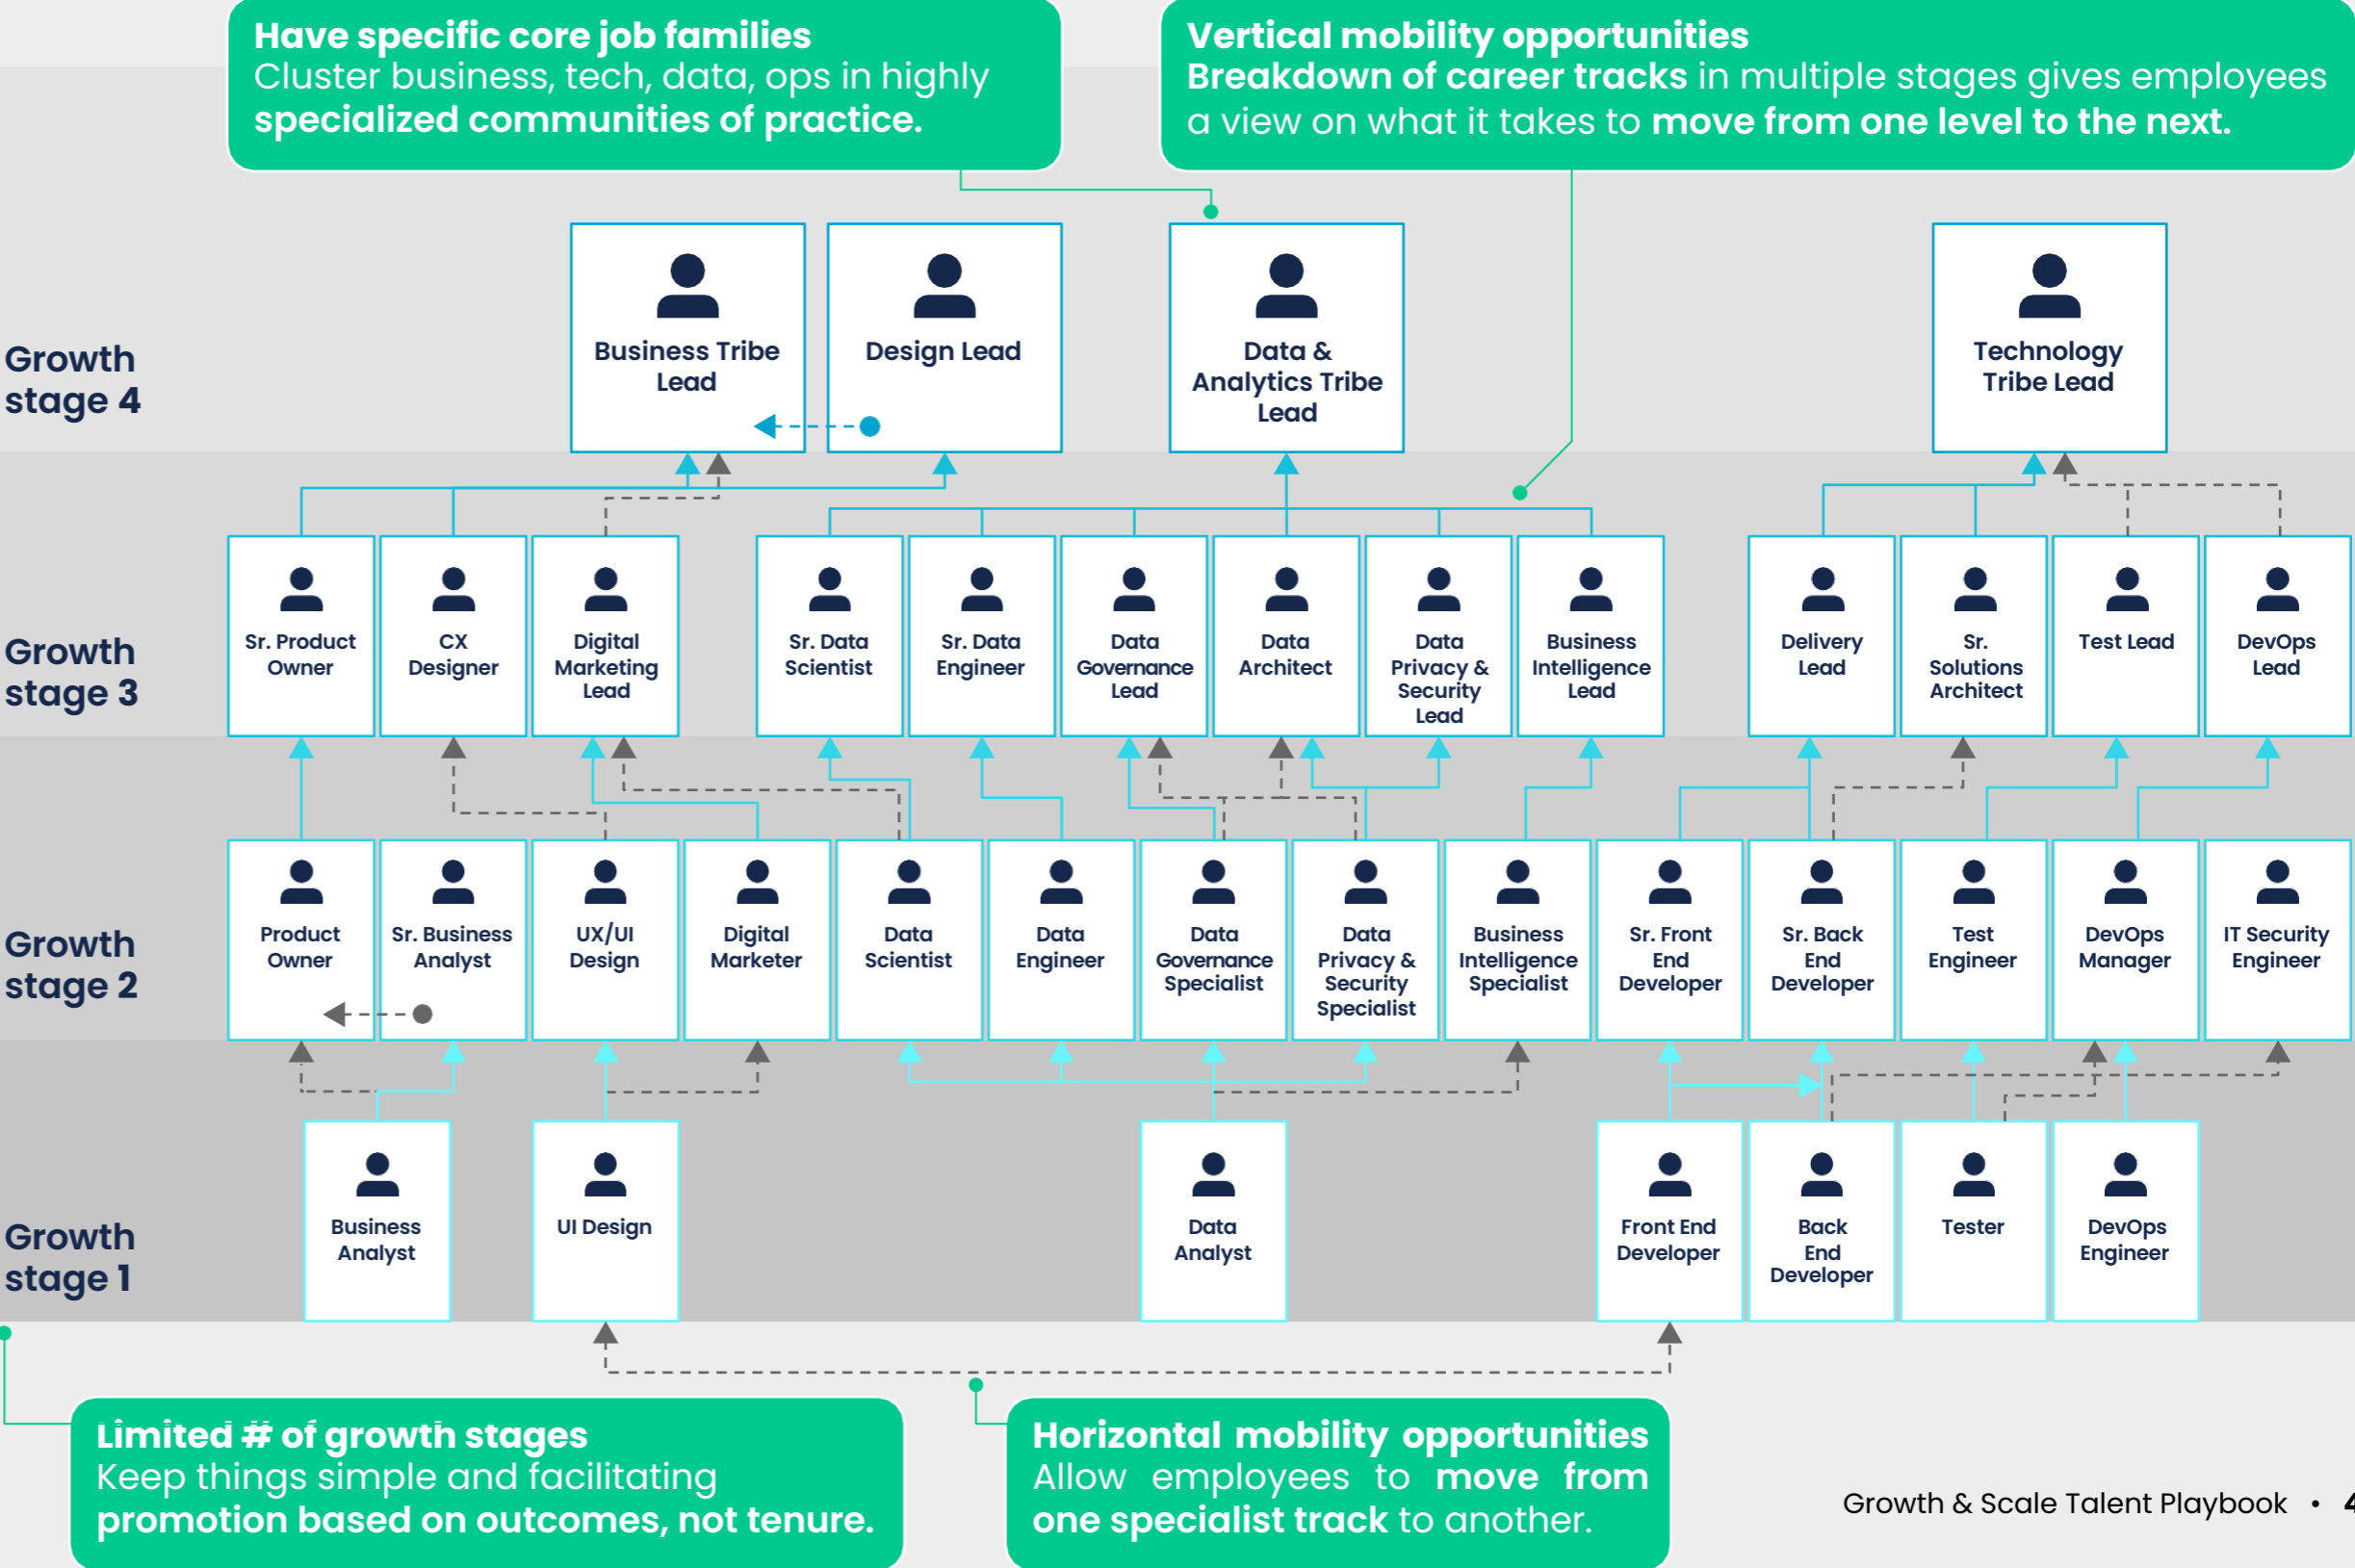 Have specific core job families
Cluster business, tech, data, ops in highly
specialized communities of practice.
Vertical mobility opportunities
Breakdown of career tracks in multiple stages gives employees
a view on what it takes to move from one level to the next.
Growth
stage 4
Business Tribe
Lead
Design Lead
Data &
Analytics Tribe
Lead
Technology
Tribe Lead
Growth
stage 3
Sr. Product
Owner
CX
Designer
Digital
Marketing
Lead
Sr. Data
Scientist
Sr. Data
Engineer
Data
Governance
Lead
Data
Architect
Data
Privacy &
Security
Lead
Business
Intelligence
Lead
Delivery
Lead
Sr.
Solutions
Architect
Test Lead
DevOps
Lead
Growth
stage 2
Product
Owner
Sr. Business
Analyst
UX/UI
Design
Digital
Marketer
Data
Scientist
Data
Engineer
Data
Governance
Specialist
Data
Privacy &
Security
Specialist
Business
Intelligence
Specialist
Sr. Front
End
Developer
Sr. Back
End
Developer
Test
Engineer
DevOps
Manager
IT Security
Engineer
Growth
stage 1
Business
Analyst
UI Design
Data
Analyst
Front End
Developer
Back
End
Developer
Tester
DevOps
Engineer
Limited # of growth stages
Keep things simple and facilitating
promotion based on outcomes, not tenure.
Horizontal mobility opportunities
Allow employees to move from
one specialist track to another.
Growth & Scale Talent Playbook •